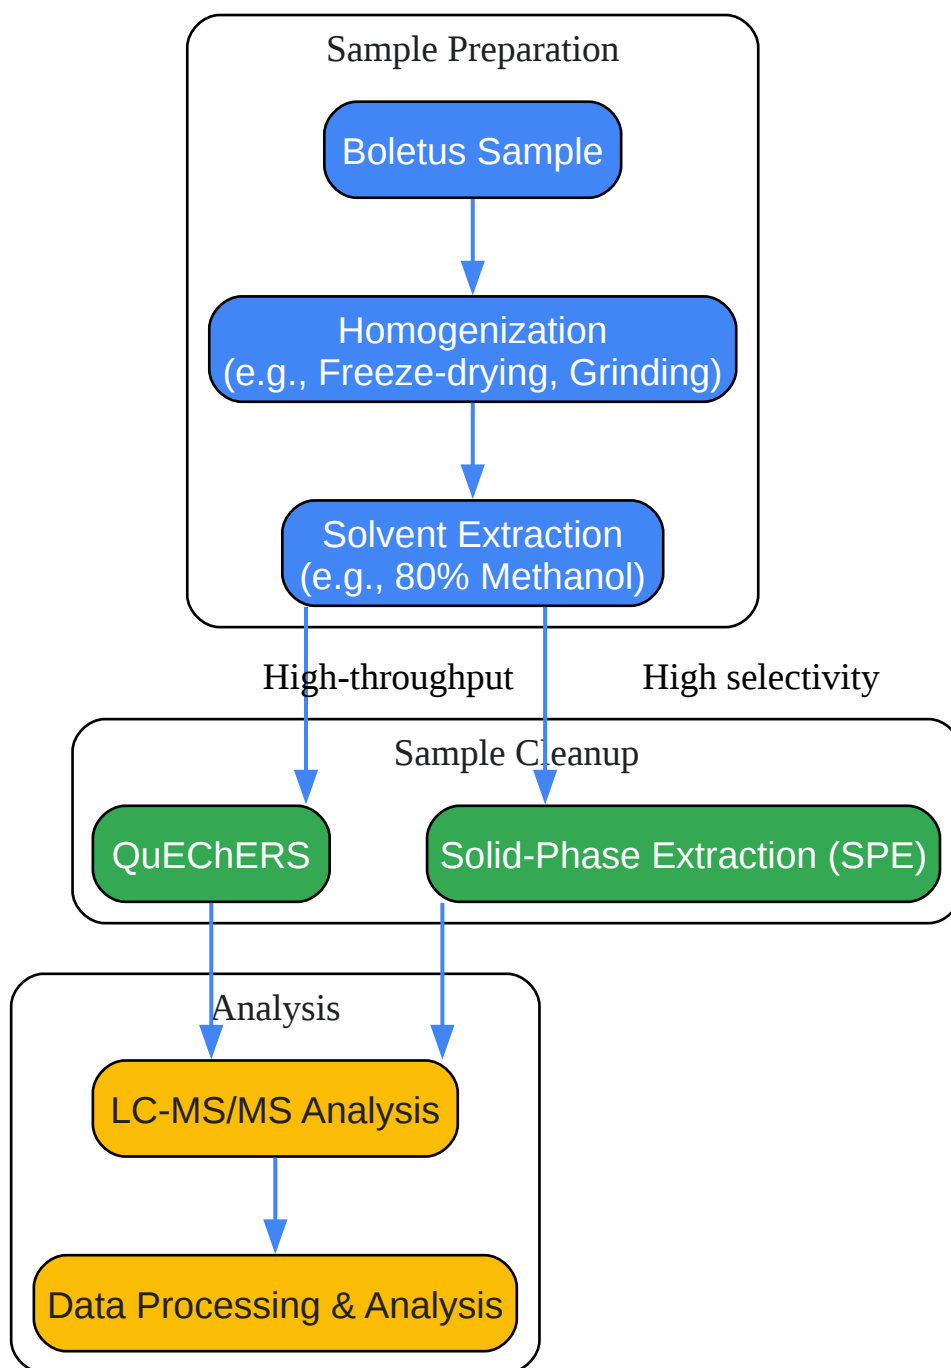 Sample Preparation
Boletus Sample
Homogenization
(e.g., Freeze-drying, Grinding)
Solvent Extraction
(e.g., 80% Methanol)
High-throughput
High selectivity
Sample Cleanup
QuEChERS
Solid-Phase Extraction (SPE)
Analysis
LC-MS/MS Analysis
Data Processing & Analysis